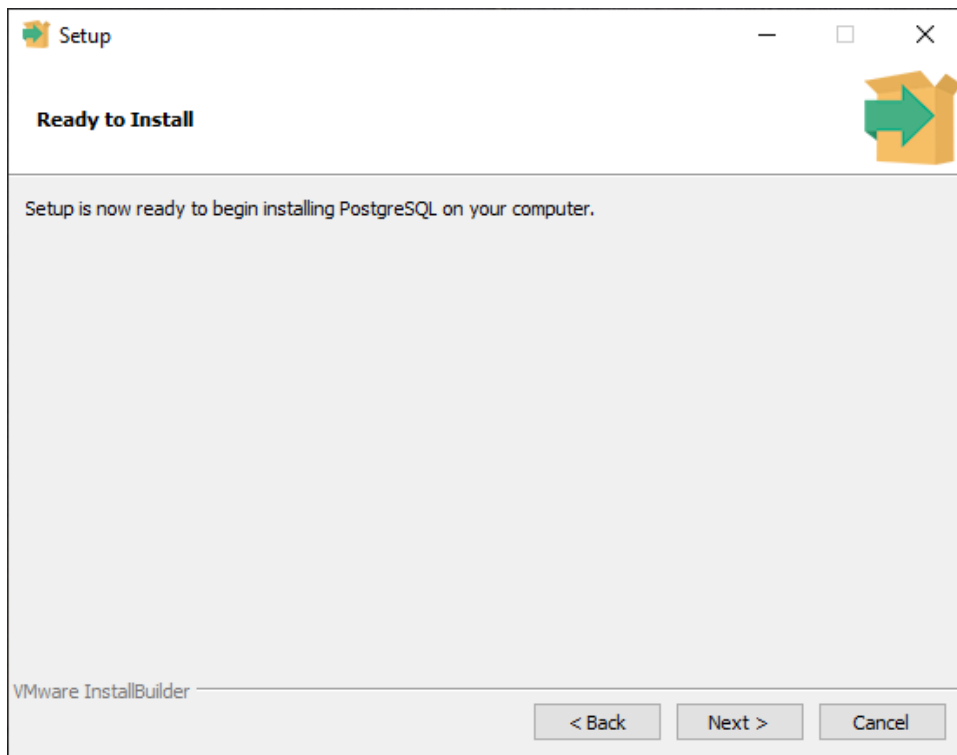 Setup
Ready to Install
Setup is now ready to begin installing PostgreSQL on your computer.
VMware InstallBuilder
< Back Next > Cancel